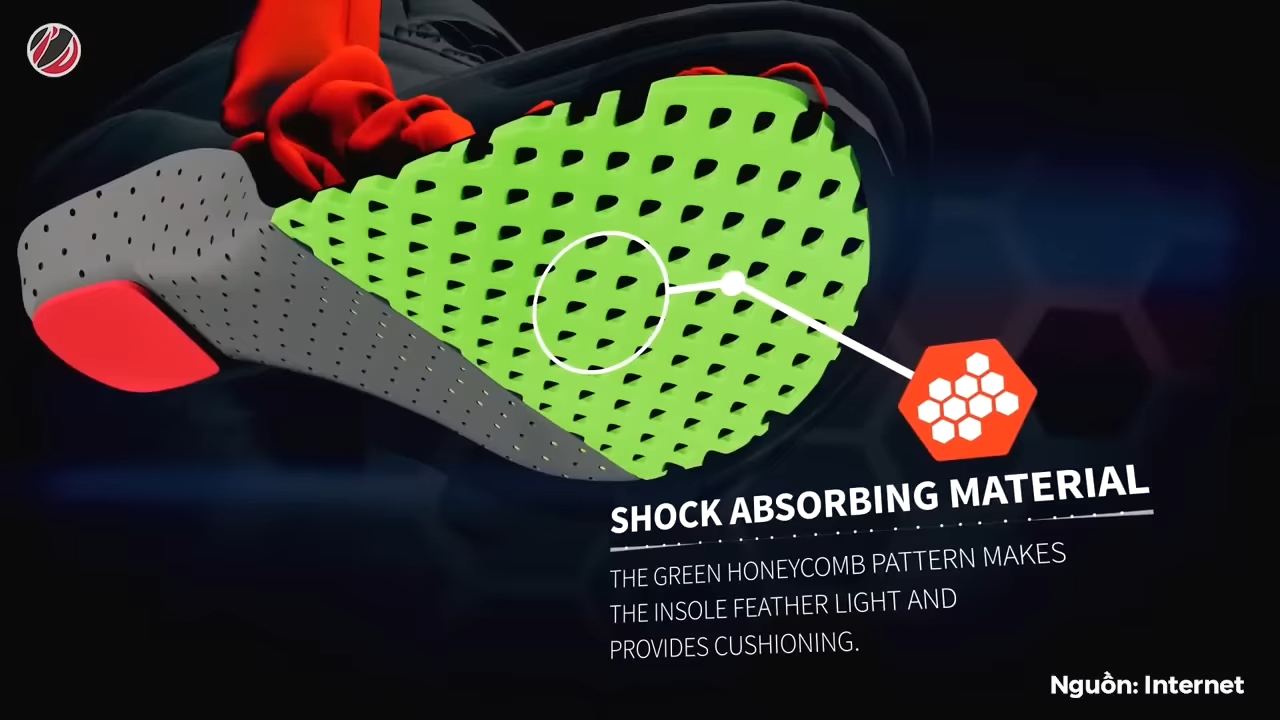 SHOCK ABSORBING MATERIAL
THE GREEN HONEYCOMB PATTERN MAKES
THE INSOLE FEATHER LIGHT AND
PROVIDES CUSHIONING.
Nguồn: Internet